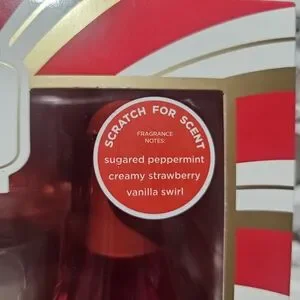 SCRATCH FOR SCENT
FRAGRANCE
NOTES:
sugared peppermint
creamy strawberry
vanilla swirl